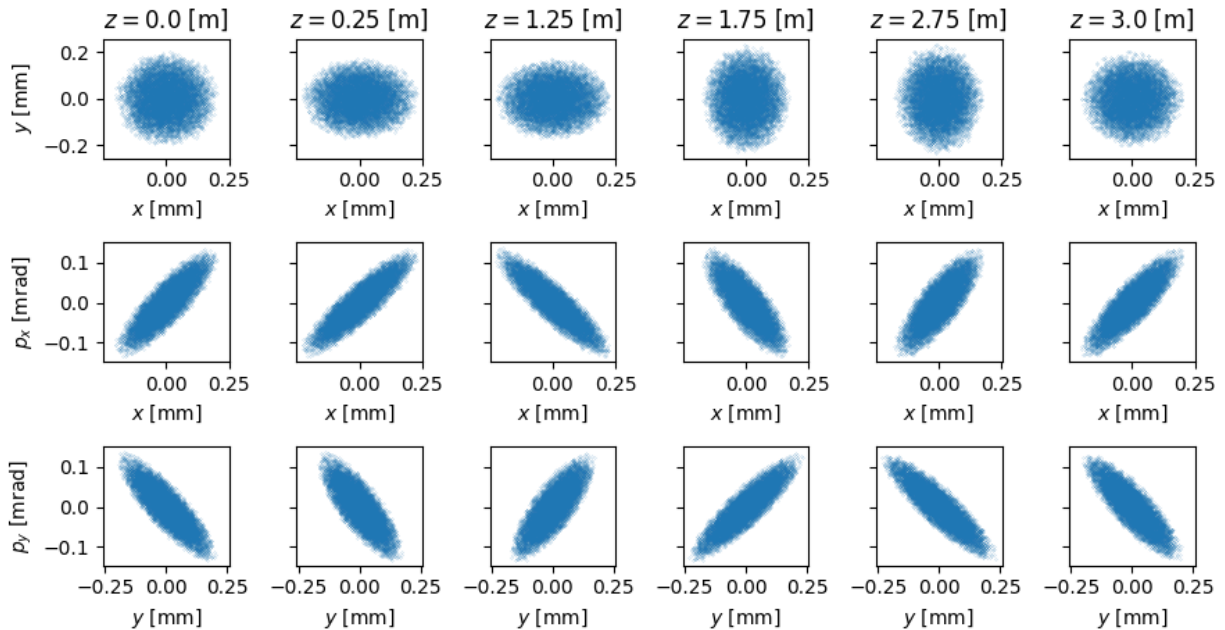 z = 0.0 [m] z = 0.25 [m] z = 1.25 [m] z = 1.75 [m] z = 2.75 [m] z = 3.0 [m]
0.2
0.0
−0.2
y [mm]
0.00 0.25 0.00 0.25 0.00 0.25 0.00 0.25 0.00 0.25 0.00 0.25
x [mm] x [mm] x [mm] x [mm] x [mm] x [mm]
0.1
0.0
−0.1
p_x [mrad]
0.00 0.25 0.00 0.25 0.00 0.25 0.00 0.25 0.00 0.25 0.00 0.25
x [mm] x [mm] x [mm] x [mm] x [mm] x [mm]
0.1
0.0
−0.1
p_y [mrad]
−0.25 0.00 0.25 −0.25 0.00 0.25 −0.25 0.00 0.25 −0.25 0.00 0.25 −0.25 0.00 0.25 −0.25 0.00 0.25
y [mm] y [mm] y [mm] y [mm] y [mm] y [mm]